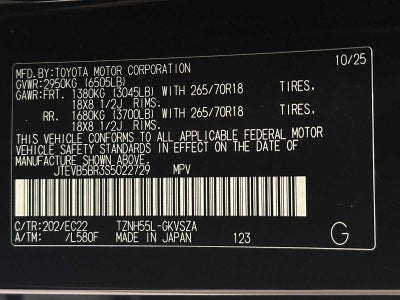 MFD. BY: TOYOTA MOTOR CORPORATION 10/25
GVWR: 2950KG (6505LB)
GAWR: FRT. 1380KG (3045LB) WITH 265/70R18 TIRES.
18X8 1/2J RIMS.
RR. 1680KG (3700LB) WITH 265/70R18 TIRES.
18X8 1/2J RIMS.
THIS VEHICLE CONFORMS TO ALL APPLICABLE FEDERAL MOTOR
VEHICLE SAFETY STANDARDS IN EFFECT ON THE DATE OF
MANUFACTURE SHOWN ABOVE.
JTEVB5BR3S5022729 MPV
C/TR: 202/EC22 TZNH55L-GKVSZA
A/TM: /L580F MADE IN JAPAN 123 G